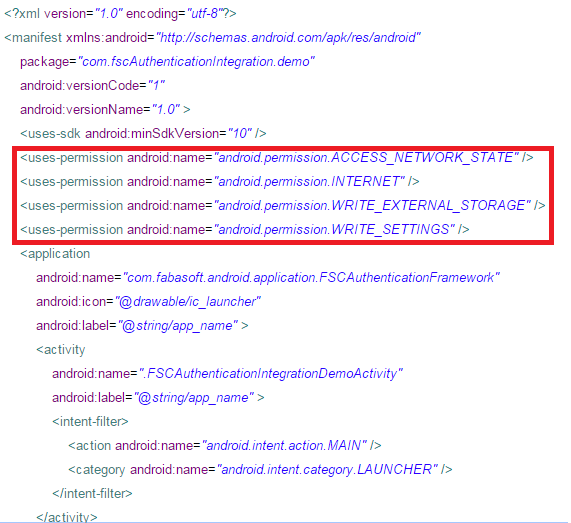 <?xml version="1.0" encoding="utf-8"?>
<manifest xmlns:android="http://schemas.android.com/apk/res/android"
package="com.fscAuthenticationIntegration.demo"
android:versionCode="1"
android:versionName="1.0" >
<uses-sdk android:minSdkVersion="10" />
<uses-permission android:name="android.permission.ACCESS_NETWORK_STATE" />
<uses-permission android:name="android.permission.INTERNET" />
<uses-permission android:name="android.permission.WRITE_EXTERNAL_STORAGE" />
<uses-permission android:name="android.permission.WRITE_SETTINGS" />
<application
android:name="com.fabasoft.android.application.FSCAuthenticationFramework"
android:icon="@drawable/ic_launcher"
android:label="@string/app_name" >
<activity
android:name=".FSCAuthenticationIntegrationDemoActivity"
android:label="@string/app_name" >
<intent-filter>
<action android:name="android.intent.action.MAIN" />
<category android:name="android.intent.category.LAUNCHER" />
</intent-filter>
</activity>